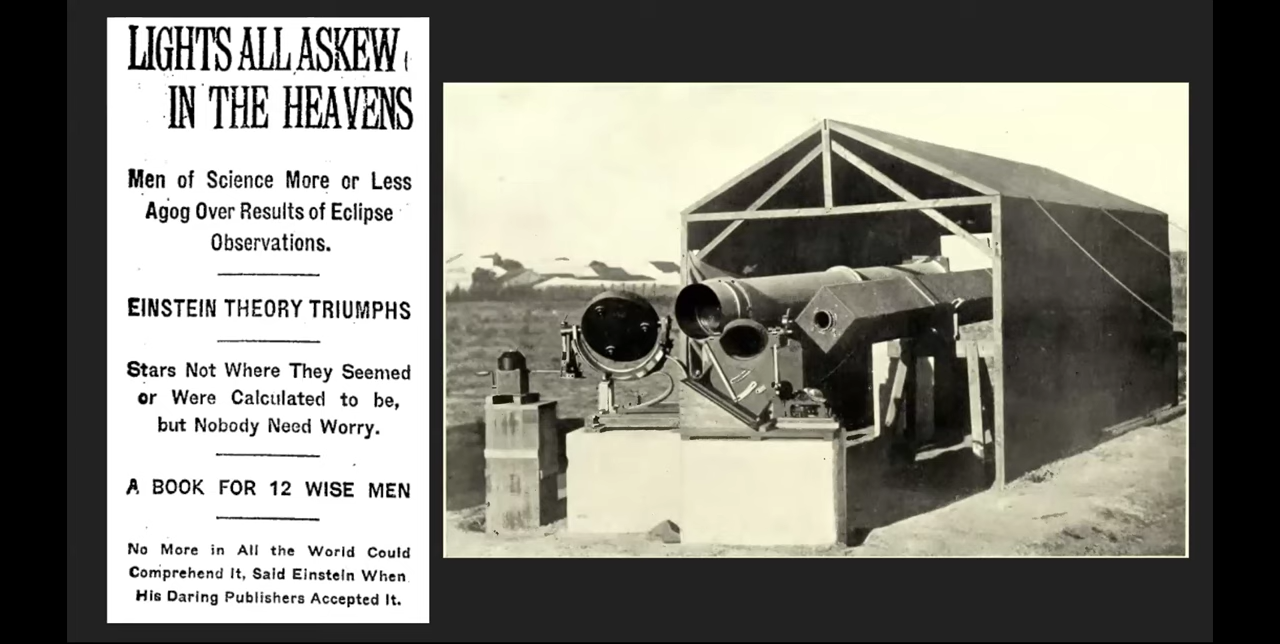 LIGHTS ALL ASKEW
IN THE HEAVENS
Men of Science More or Less
Agog Over Results of Eclipse
Observations.
EINSTEIN THEORY TRIUMPHS
Stars Not Where They Seemed
or Were Calculated to be,
but Nobody Need Worry.
A BOOK FOR 12 WISE MEN
No More in All the World Could
Comprehend It, Said Einstein When
His Daring Publishers Accepted It.